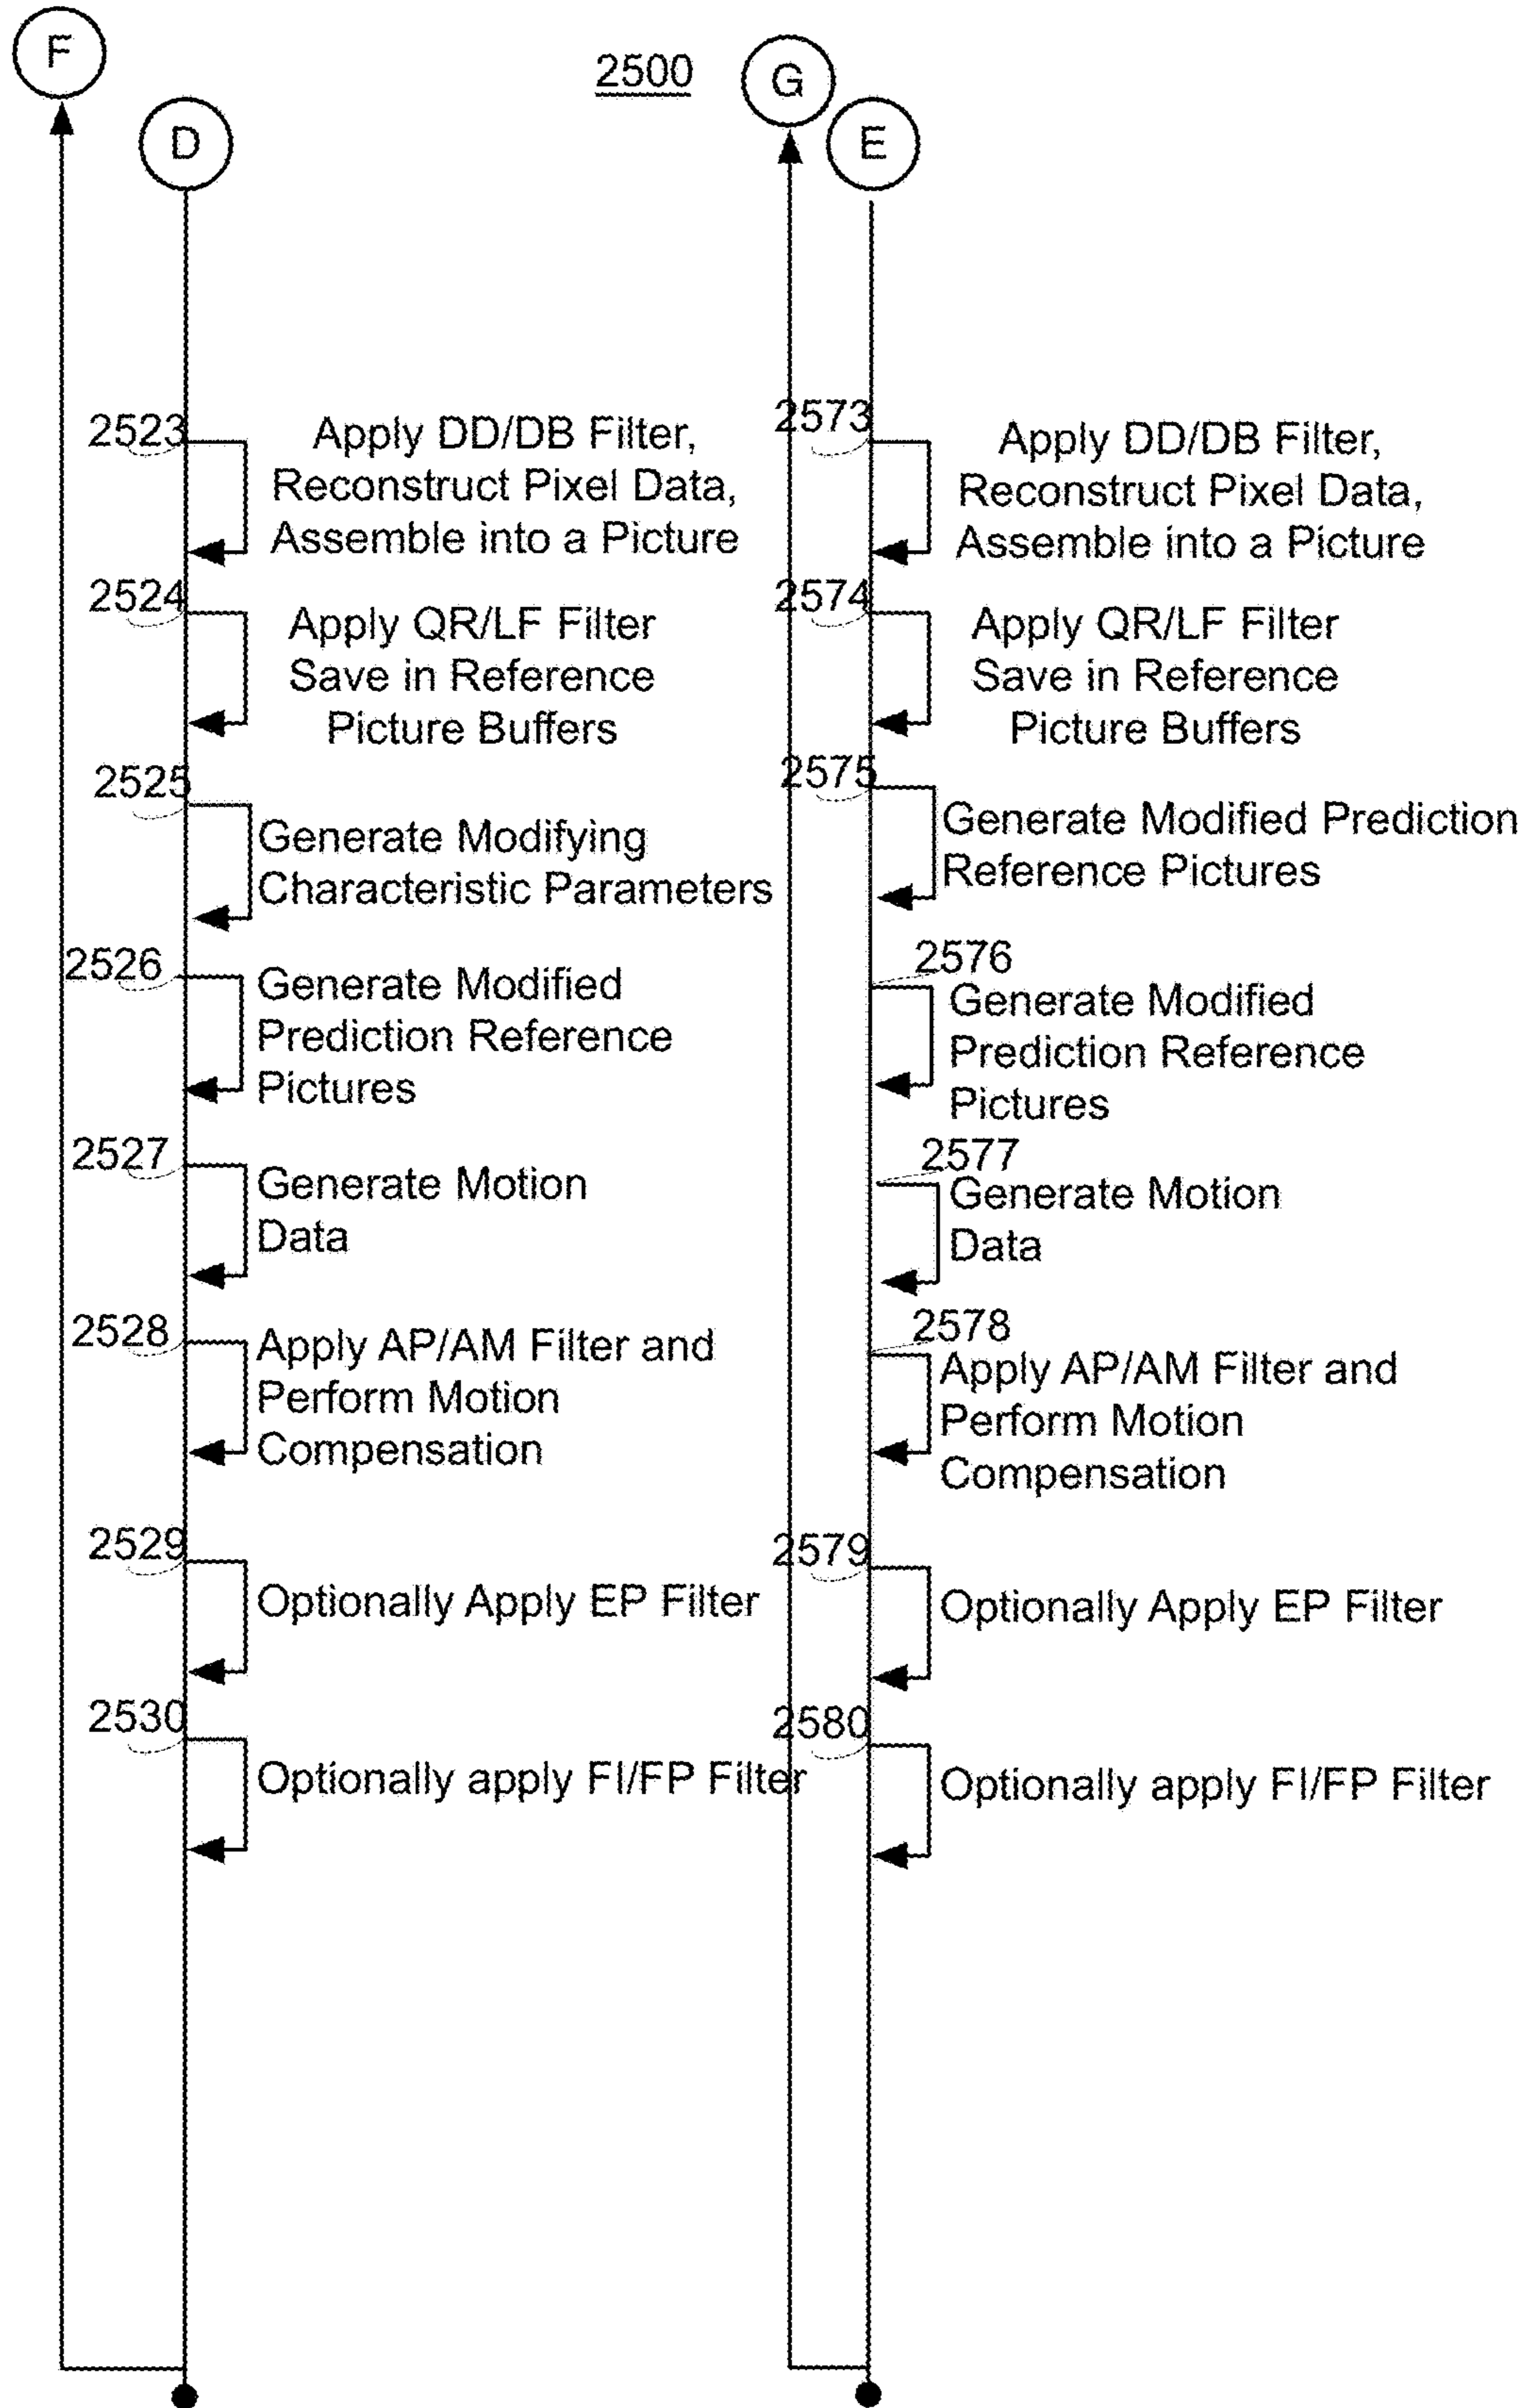 F
D
2500
G
E
2523
Apply DD/DB Filter,
Reconstruct Pixel Data,
Assemble into a Picture
2524
Apply QR/LF Filter
Save in Reference
Picture Buffers
2525
Generate Modifying
Characteristic Parameters
2526
Generate Modified
Prediction Reference
Pictures
2527
Generate Motion
Data
2528
Apply AP/AM Filter and
Perform Motion
Compensation
2529
Optionally Apply EP Filter
2530
Optionally apply FI/FP Filter
2573
Apply DD/DB Filter,
Reconstruct Pixel Data,
Assemble into a Picture
2574
Apply QR/LF Filter
Save in Reference
Picture Buffers
2575
Generate Modified Prediction
Reference Pictures
2576
Generate Modified
Prediction Reference
Pictures
2577
Generate Motion
Data
2578
Apply AP/AM Filter and
Perform Motion
Compensation
2579
Optionally Apply EP Filter
2580
Optionally apply FI/FP Filter